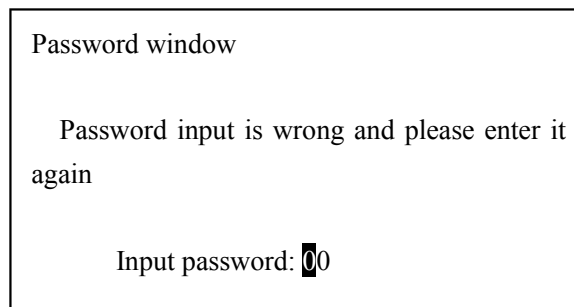 Password window
Password input is wrong and please enter it
again
Input password: 00